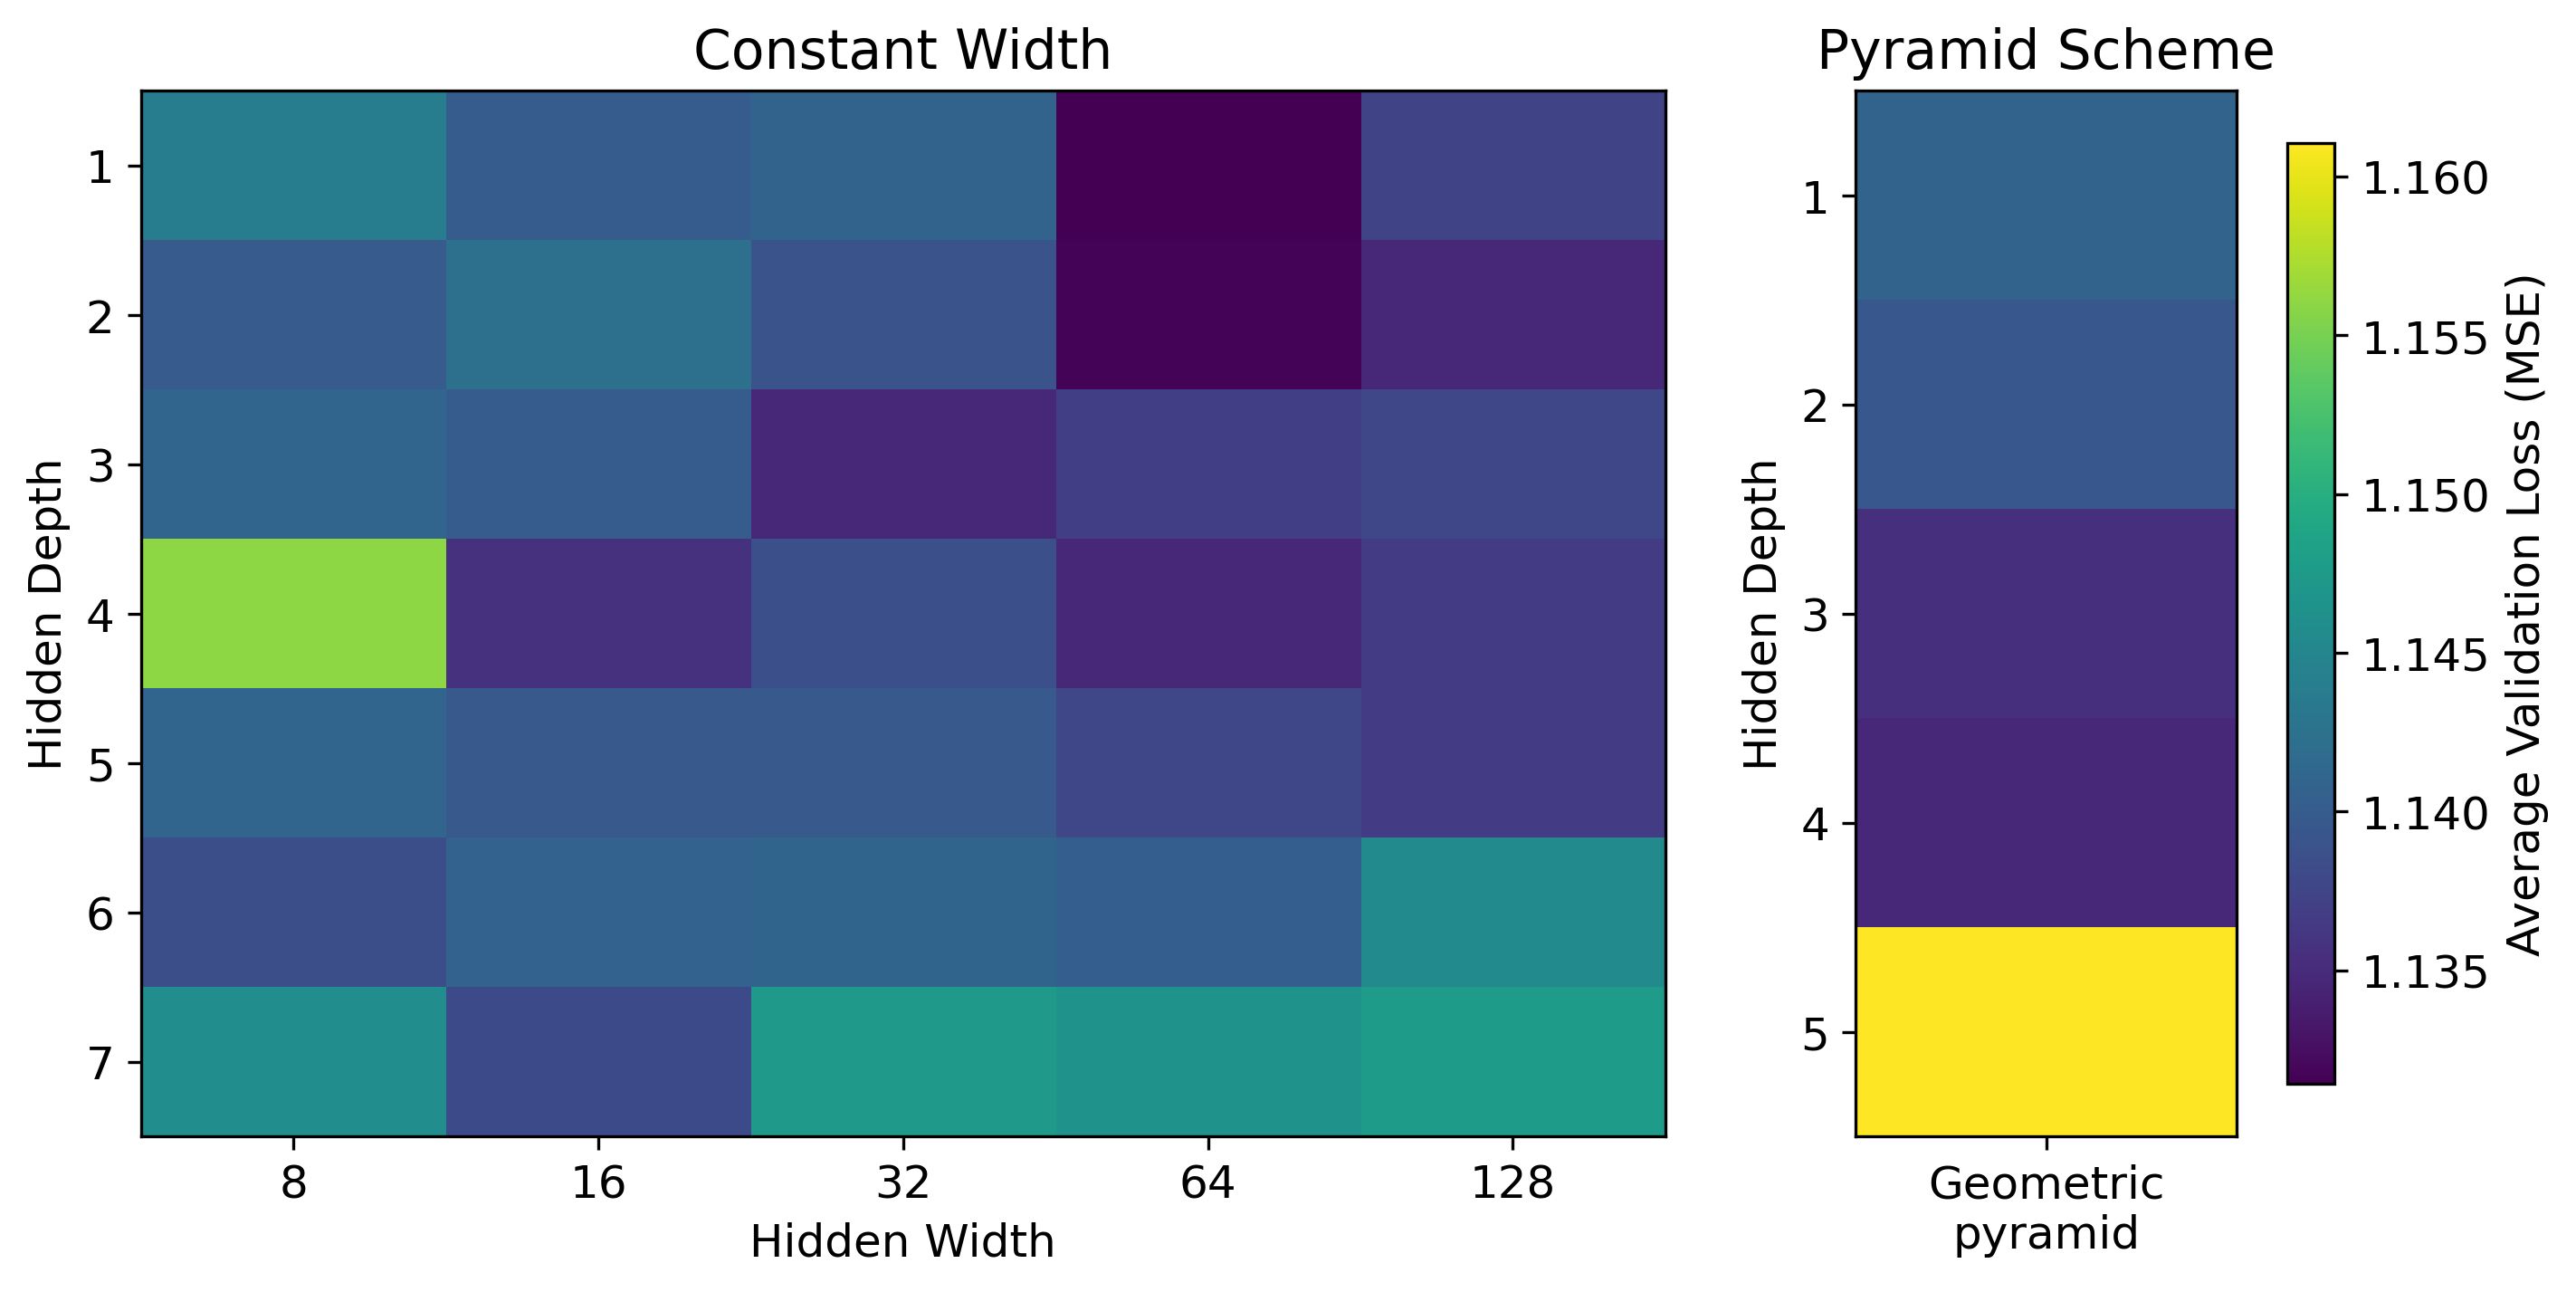 Constant Width
Hidden Depth
1
2
3
4
5
6
7
8 16 32 64 128
Hidden Width
Pyramid Scheme
Hidden Depth
1
2
3
4
5
Geometric
pyramid
1.160
1.155
1.150
1.145
1.140
1.135
Average Validation Loss (MSE)